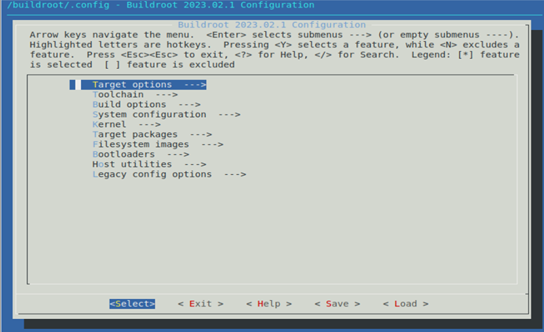 /buildroot/.config - Buildroot 2023.02.1 Configuration
Buildroot 2023.02.1 Configuration
Arrow keys navigate the menu.  <Enter> selects submenus ---> (or empty submenus ----).
Highlighted letters are hotkeys.  Pressing <Y> selects a feature, while <N> excludes a
feature.  Press <Esc><Esc> to exit, <?> for Help, </> for Search.  Legend: [*] feature
is selected  [ ] feature is excluded
Target options  --->
Toolchain  --->
Build options  --->
System configuration  --->
Kernel  --->
Target packages  --->
Filesystem images  --->
Bootloaders  --->
Host utilities  --->
Legacy config options  --->
<Select>    < Exit >    < Help >    < Save >    < Load >